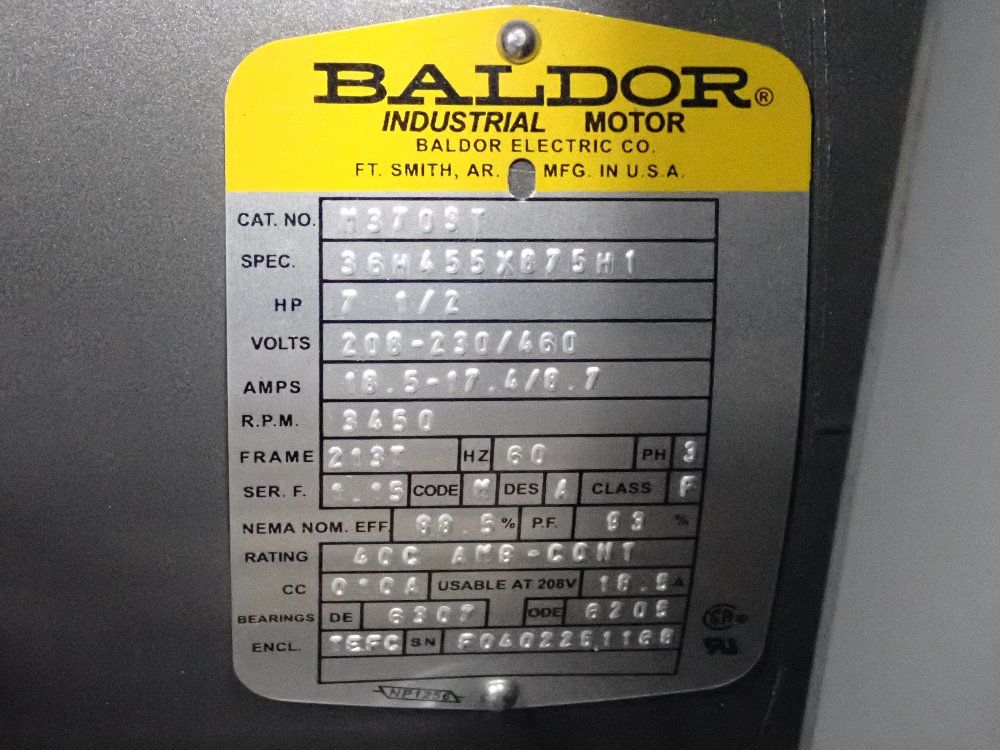 BALDOR®
INDUSTRIAL MOTOR
BALDOR ELECTRIC CO.
FT. SMITH, AR. MFG. IN U.S.A.
CAT. NO. M3709T
SPEC. 36H455X875H1
HP 7 1/2
VOLTS 208-230/460
AMPS 18.5-17.4/8.7
R.P.M. 3450
FRAME 213T HZ 60 PH 3
SER. F. 1.15 CODE M DES A CLASS F
NEMA NOM. EFF. 88.5 % P.F. 93 %
RATING 40C AMB-CONT
CC 010A USABLE AT 208V 18.5 A
BEARINGS DE 6307 ODE 6206
ENCL. TEFC SN
NP1256